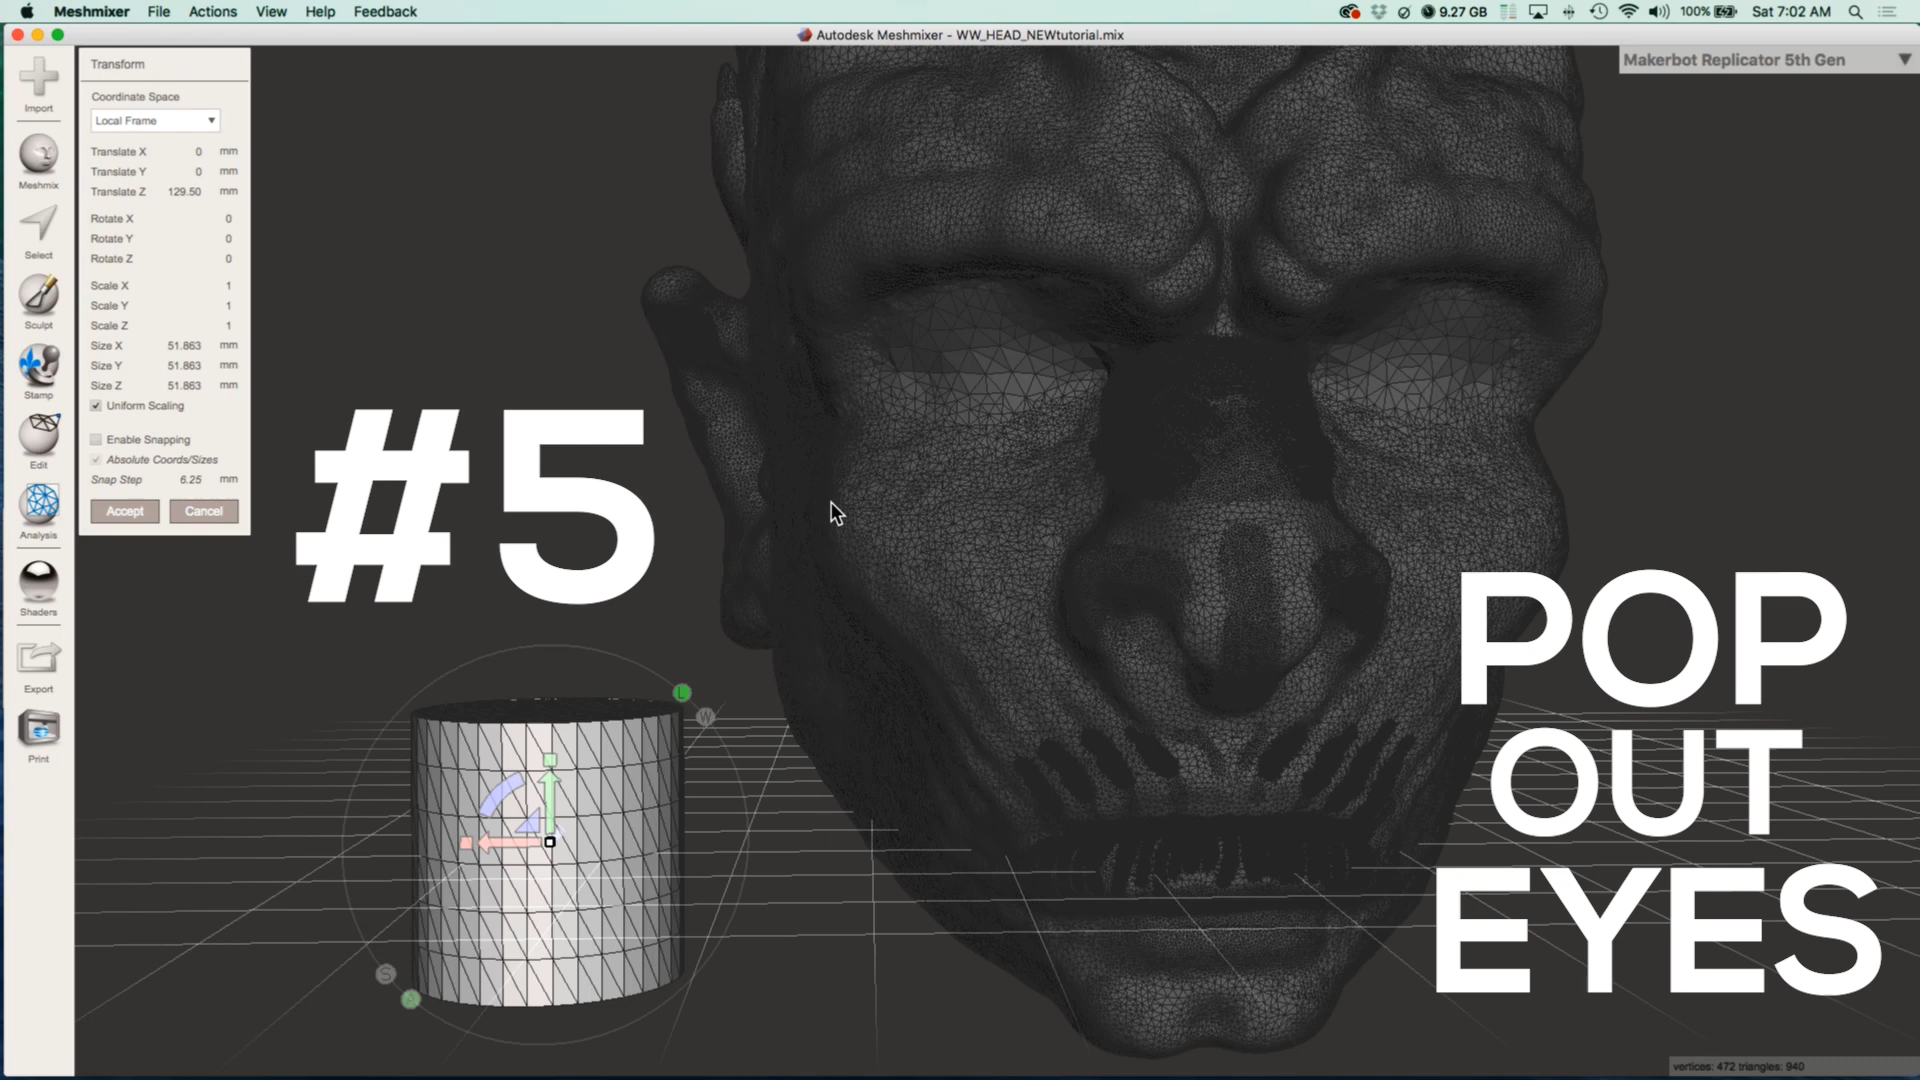 Meshmixer File Actions View Help Feedback
9.27 GB 100% Sat 7:02 AM
Autodesk Meshmixer - WW_HEAD_NEWtutorial.mix
Makerbot Replicator 5th Gen
Import
Meshmix
Select
Sculpt
Stamp
Edit
Analysis
Shaders
Export
Print
Transform
Coordinate Space
Local Frame
Translate X 0 mm
Translate Y 0 mm
Translate Z 129.50 mm
Rotate X 0
Rotate Y 0
Rotate Z 0
Scale X 1
Scale Y 1
Scale Z 1
Size X 51.863 mm
Size Y 51.863 mm
Size Z 51.863 mm
Uniform Scaling
Enable Snapping
Absolute Coords/Sizes
Snap Step 6.25 mm
Accept Cancel
#5
L
W
S
A
POP
OUT
EYES
vertices: 472 triangles: 940